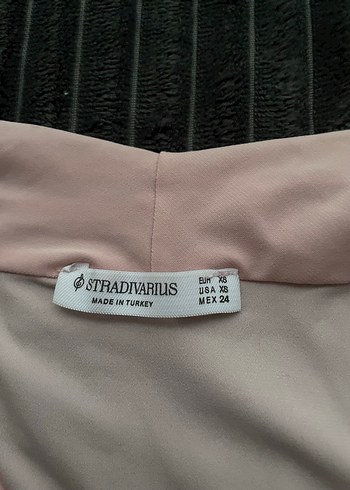 STRADIVARIUS
MADE IN TURKEY
EUR XS
USA XS
MEX 24